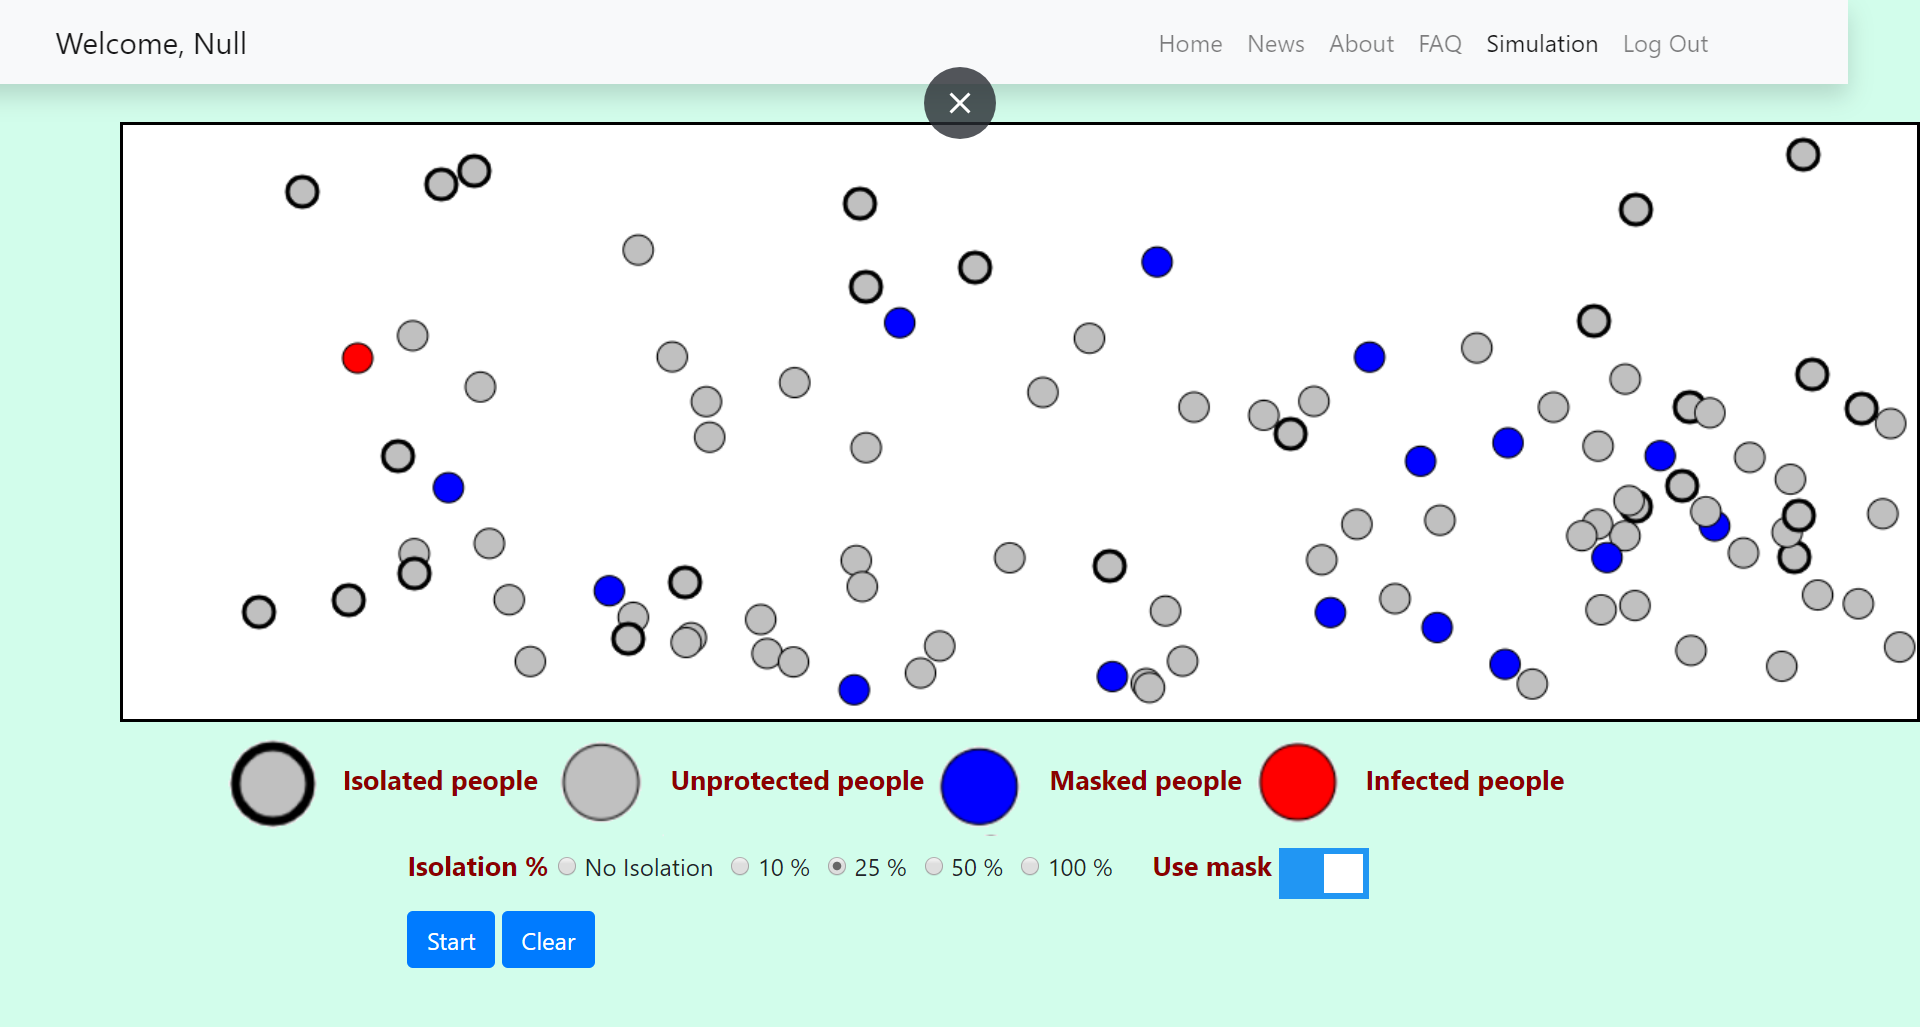 Welcome, Null
Home News About FAQ Simulation Log Out
Isolated people Unprotected people Masked people Infected people
Isolation % No Isolation 10 % 25 % 50 % 100 % Use mask
Start Clear